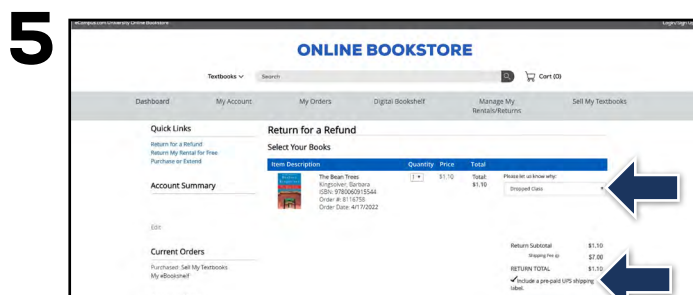 5
eCampus.com University Online Bookstore
Login/Sign Up
ONLINE BOOKSTORE
Textbooks
Search
Cart (0)
Dashboard
My Account
My Orders
Digital Bookshelf
Manage My
Rentals/Returns
Sell My Textbooks
Quick Links
Return for a Refund
Return My Rental for Free
Purchase or Extend
Account Summary
Edit
Current Orders
Purchased: Sell My Textbooks
My eBookshelf
Return for a Refund
Select Your Books
Item Description Quantity Price Total
The Bean Trees 1 $1.10 Total: Please let us know why:
Kingsolver, Barbara $1.10 Dropped Class
ISBN: 9780060915544
Order #: 8116758
Order Date: 4/17/2022
Return Subtotal $1.10
Shipping Fee $7.00
RETURN TOTAL $1.10
Include a pre-paid UPS shipping
label.